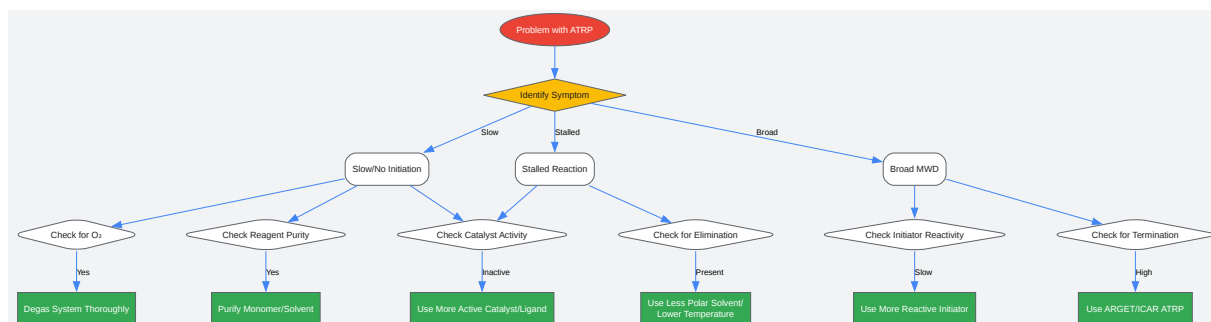 Problem with ATRP
Identify Symptom
Slow
Stalled
Broad
Slow/No Initiation
Stalled Reaction
Broad MWD
Check for O₂
Check Reagent Purity
Check Catalyst Activity
Check for Elimination
Check Initiator Reactivity
Check for Termination
Yes
Yes
Inactive
Present
Slow
High
Degas System Thoroughly
Purify Monomer/Solvent
Use More Active Catalyst/Ligand
Use Less Polar Solvent/
Lower Temperature
Use More Reactive Initiator
Use ARGET/ICAR ATRP